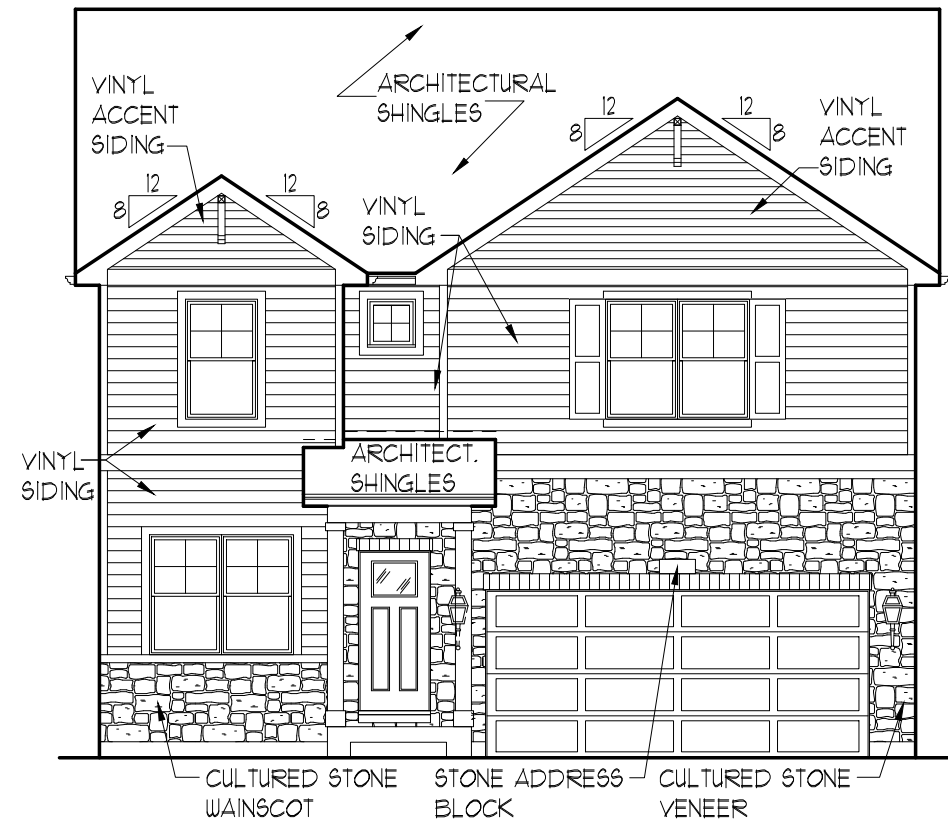 VINYL
ACCENT
SIDING
ARCHITECTURAL
SHINGLES
VINYL
ACCENT
SIDING
12
8
12
8
12
8
12
8
VINYL
SIDING
VINYL
SIDING
ARCHITECT.
SHINGLES
CULTURED STONE
WAINSCOT
STONE ADDRESS
BLOCK
CULTURED STONE
VENEER